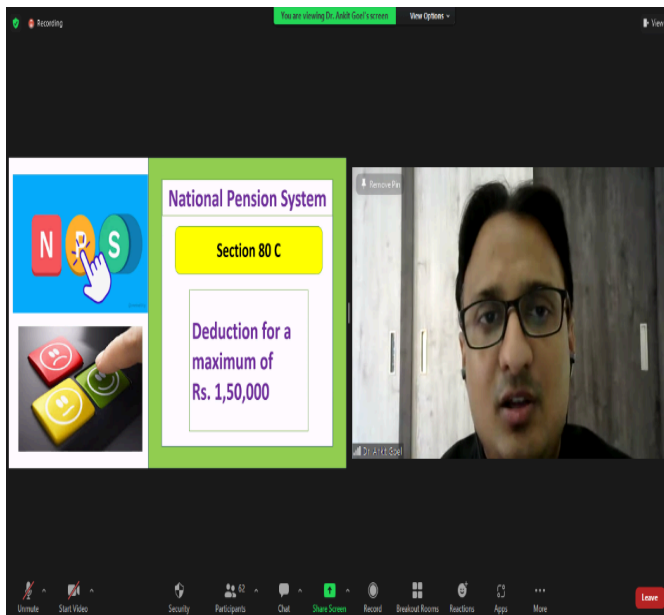 Recording
You are viewing Dr. Ankit Goel's screen
View Options
View
N P S
National Pension System
Section 80 C
Deduction for a
maximum of
Rs. 1,50,000
Remove Pin
Dr. Ankit Goel
Unmute
Start Video
Security
62
Participants
Chat
Share Screen
Record
Breakout Rooms
Reactions
Apps
More
Leave